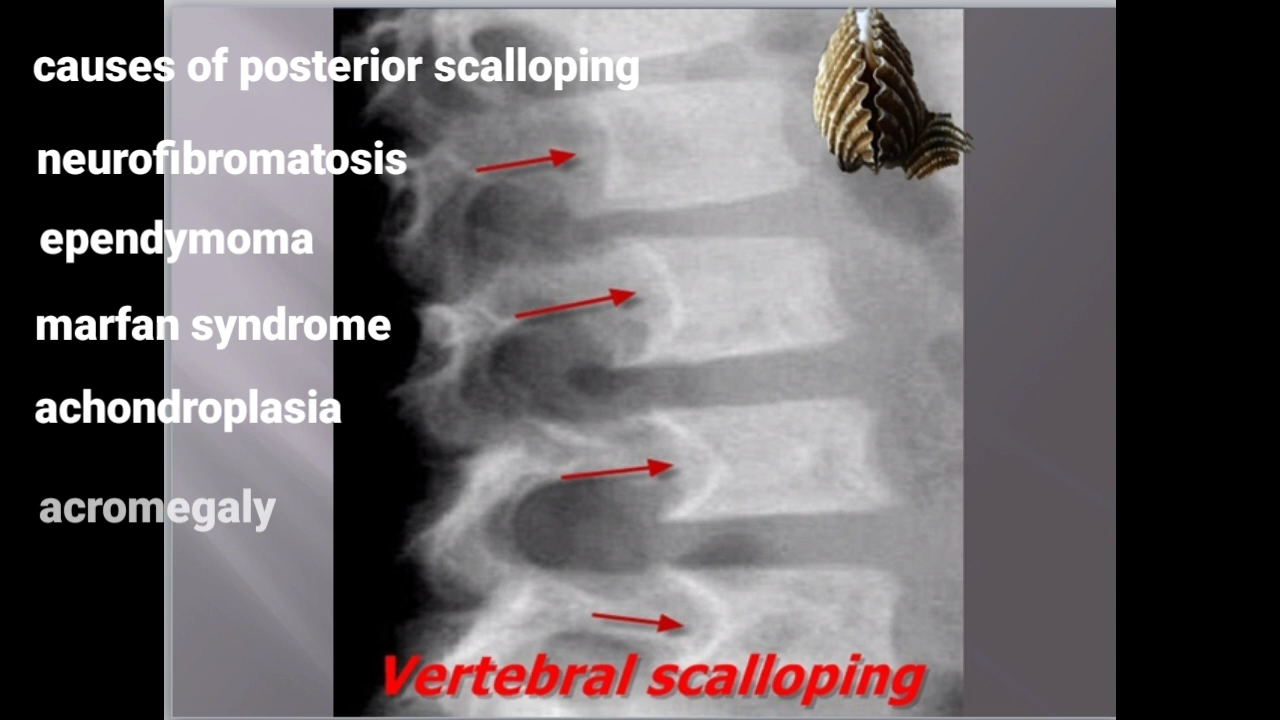 causes of posterior scalloping
neurofibromatosis
ependymoma
marfan syndrome
achondroplasia
acromegaly
Vertebral scalloping